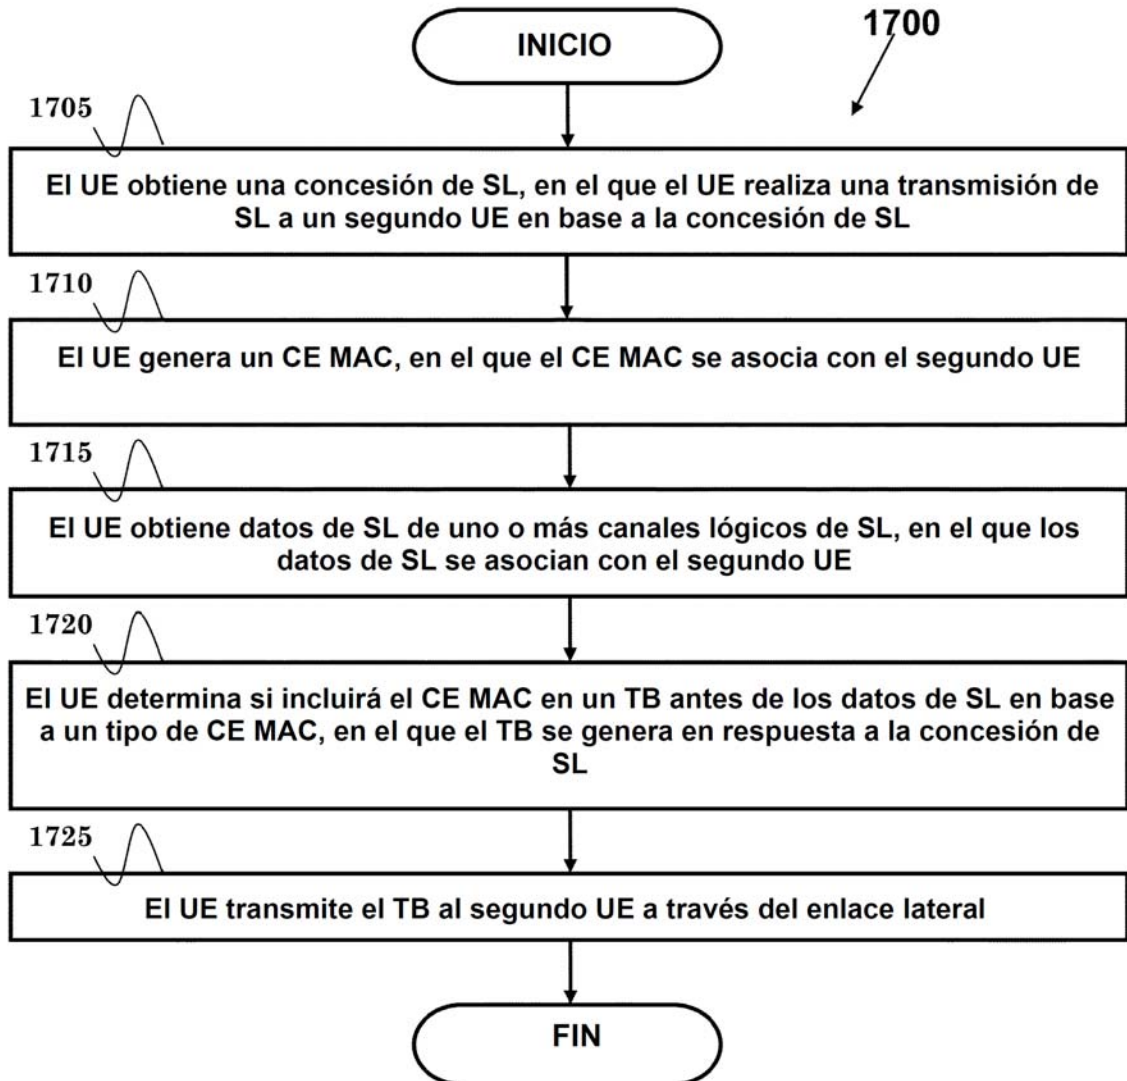 INICIO
1700
1705
El UE obtiene una concesión de SL, en el que el UE realiza una transmisión de
SL a un segundo UE en base a la concesión de SL
1710
El UE genera un CE MAC, en el que el CE MAC se asocia con el segundo UE
1715
El UE obtiene datos de SL de uno o más canales lógicos de SL, en el que los
datos de SL se asocian con el segundo UE
1720
El UE determina si incluirá el CE MAC en un TB antes de los datos de SL en base
a un tipo de CE MAC, en el que el TB se genera en respuesta a la concesión de
SL
1725
El UE transmite el TB al segundo UE a través del enlace lateral
FIN